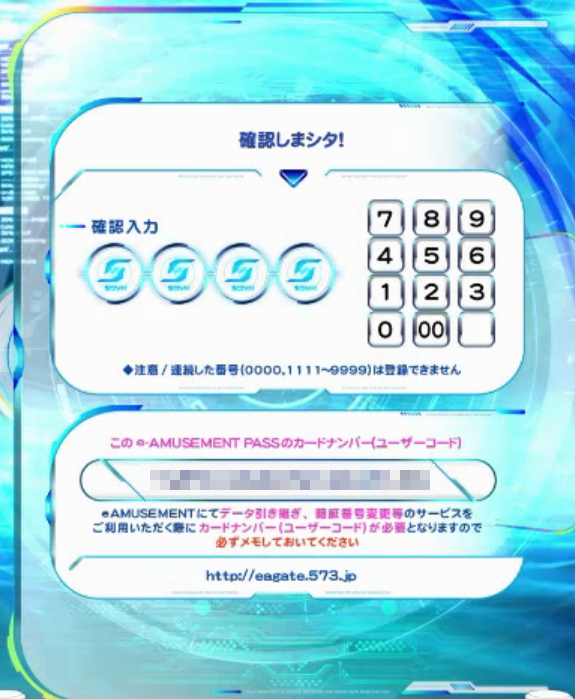 確認しまシタ!
確認入力
7 8 9
4 5 6
1 2 3
0 00
SDVX SDVX SDVX SDVX
◆注意 / 連続した番号(0000,1111~9999)は登録できません
この e-AMUSEMENT PASSのカードナンバー(ユーザーコード)
eAMUSEMENTにてデータ引き継ぎ、暗証番号変更等のサービスを
ご利用いただく際にカードナンバー(ユーザーコード)が必要となりますので
必ずメモしておいてください
http://eagate.573.jp